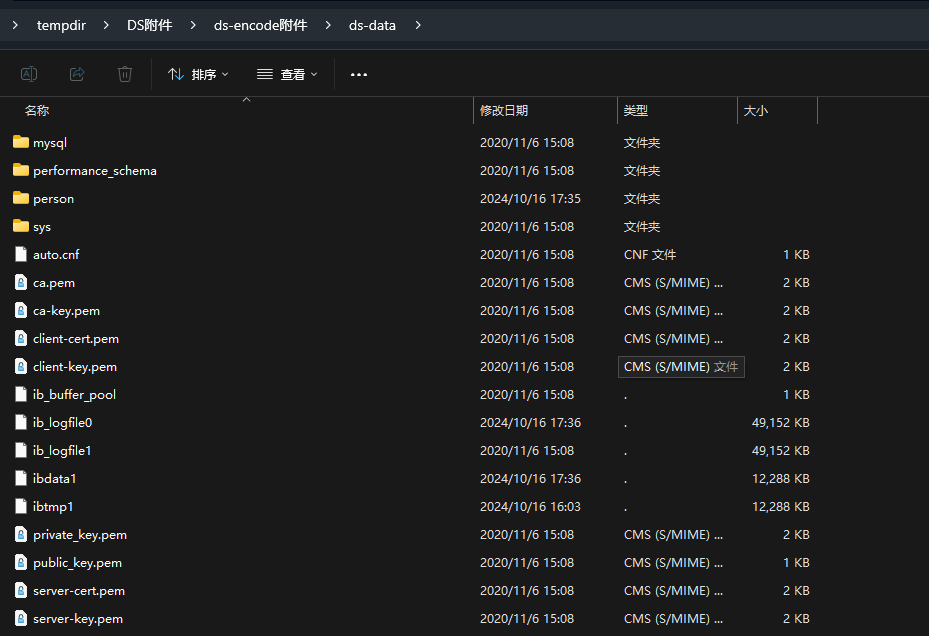 tempdir > DS附件 > ds-encode附件 > ds-data >
排序 查看
名称 修改日期 类型 大小
mysql 2020/11/6 15:08 文件夹
performance_schema 2020/11/6 15:08 文件夹
person 2024/10/16 17:35 文件夹
sys 2020/11/6 15:08 文件夹
auto.cnf 2020/11/6 15:08 CNF 文件 1 KB
ca.pem 2020/11/6 15:08 CMS (S/MIME) ... 2 KB
ca-key.pem 2020/11/6 15:08 CMS (S/MIME) ... 2 KB
client-cert.pem 2020/11/6 15:08 CMS (S/MIME) ... 2 KB
client-key.pem 2020/11/6 15:08 CMS (S/MIME) 文件 2 KB
ib_buffer_pool 2020/11/6 15:08 . 1 KB
ib_logfile0 2024/10/16 17:36 . 49,152 KB
ib_logfile1 2020/11/6 15:08 . 49,152 KB
ibdata1 2024/10/16 17:36 . 12,288 KB
ibtmp1 2024/10/16 16:03 . 12,288 KB
private_key.pem 2020/11/6 15:08 CMS (S/MIME) ... 2 KB
public_key.pem 2020/11/6 15:08 CMS (S/MIME) ... 1 KB
server-cert.pem 2020/11/6 15:08 CMS (S/MIME) ... 2 KB
server-key.pem 2020/11/6 15:08 CMS (S/MIME) ... 2 KB